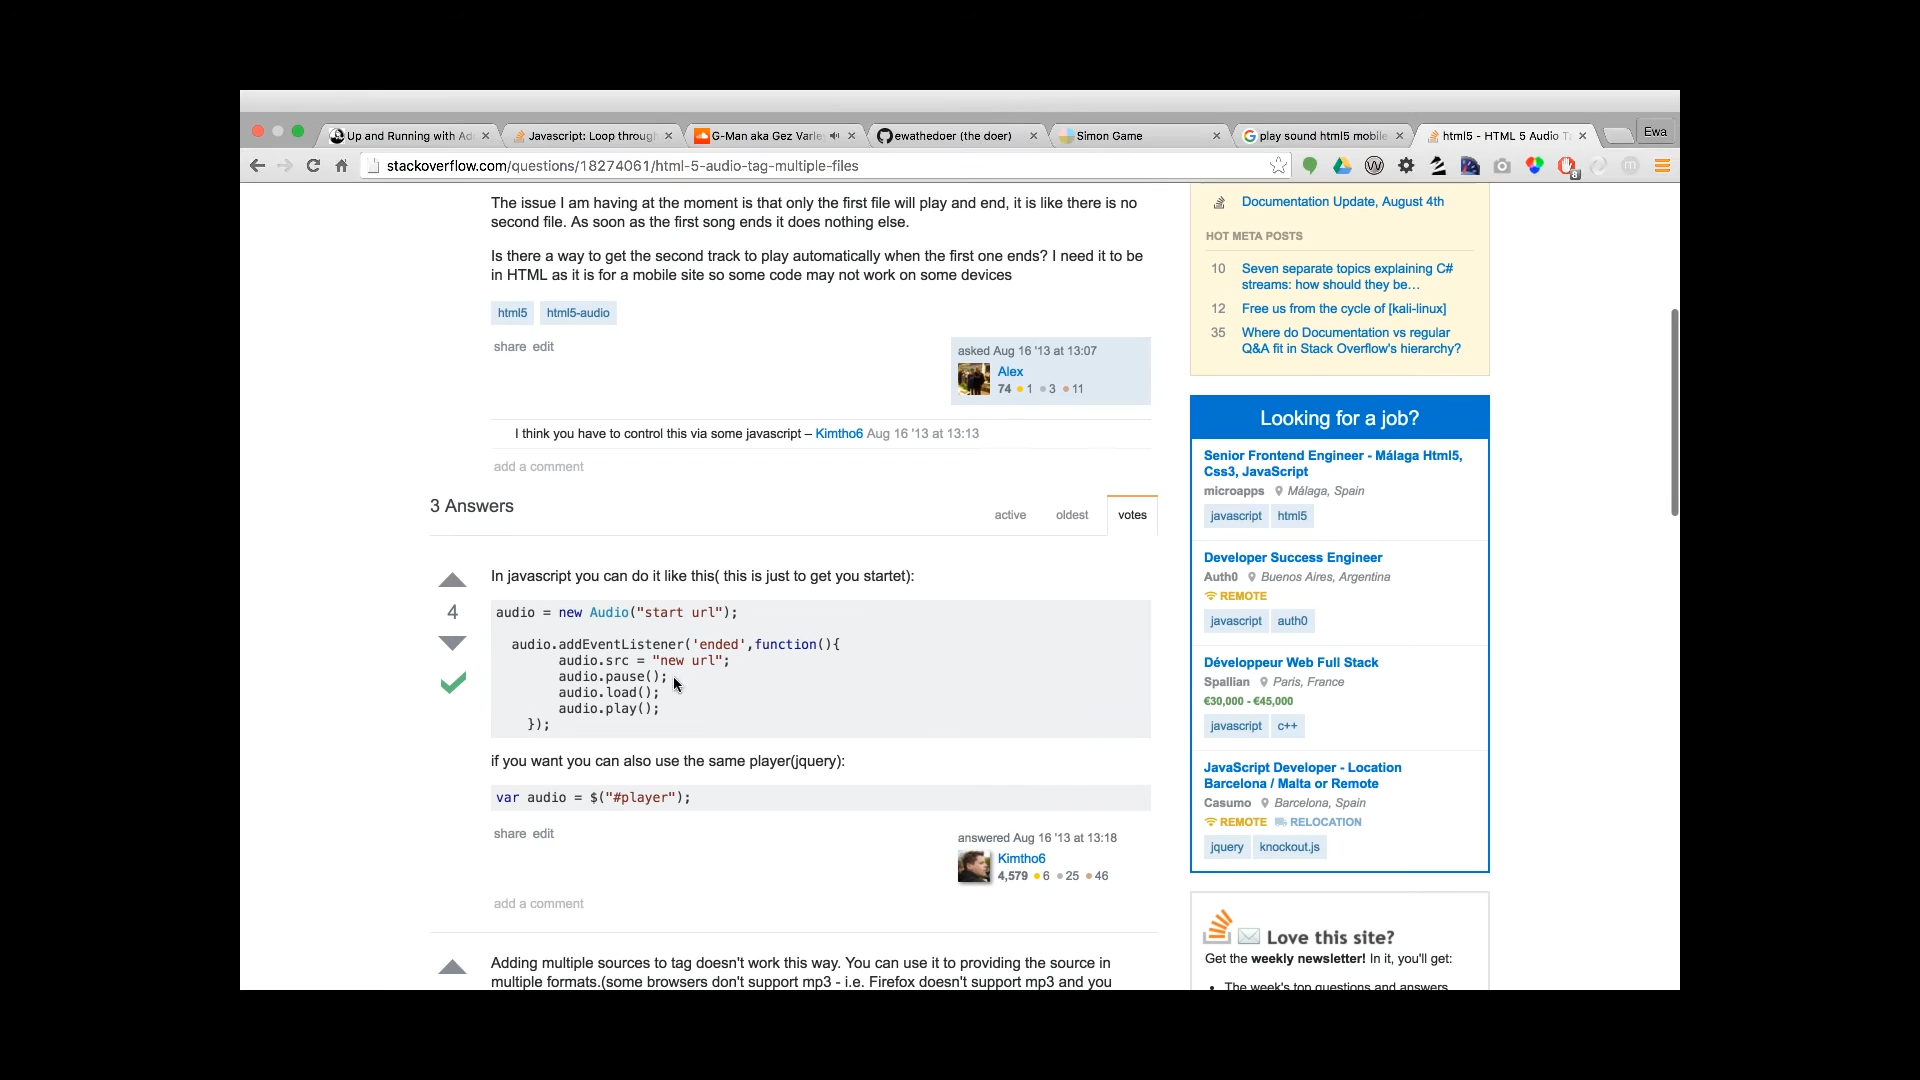 Up and Running with Ad
Javascript: Loop through
G-Man aka Gez Varle
ewathedoer (the doer)
Simon Game
play sound html5 mobile
html5 - HTML 5 Audio T
Ewa
stackoverflow.com/questions/18274061/html-5-audio-tag-multiple-files
8
The issue I am having at the moment is that only the first file will play and end, it is like there is no
second file. As soon as the first song ends it does nothing else.
Is there a way to get the second track to play automatically when the first one ends? I need it to be
in HTML as it is for a mobile site so some code may not work on some devices
html5 html5-audio
share edit
asked Aug 16 '13 at 13:07
Alex
74 1 3 11
I think you have to control this via some javascript – Kimtho6 Aug 16 '13 at 13:13
add a comment
3 Answers
active oldest votes
4
In javascript you can do it like this( this is just to get you startet):
audio = new Audio("start url");
audio.addEventListener('ended',function(){
audio.src = "new url";
audio.pause();
audio.load();
audio.play();
});
if you want you can also use the same player(jquery):
var audio = $("#player");
share edit
answered Aug 16 '13 at 13:18
Kimtho6
4,579 6 25 46
add a comment
Adding multiple sources to tag doesn't work this way. You can use it to providing the source in
multiple formats.(some browsers don't support mp3 - i.e. Firefox doesn't support mp3 and you
Documentation Update, August 4th
HOT META POSTS
10 Seven separate topics explaining C#
streams: how should they be…
12 Free us from the cycle of [kali-linux]
35 Where do Documentation vs regular
Q&A fit in Stack Overflow's hierarchy?
Looking for a job?
Senior Frontend Engineer - Málaga Html5,
Css3, JavaScript
microapps Málaga, Spain
javascript html5
Developer Success Engineer
Auth0 Buenos Aires, Argentina
REMOTE
javascript auth0
Développeur Web Full Stack
Spallian Paris, France
€30,000 - €45,000
javascript c++
JavaScript Developer - Location
Barcelona / Malta or Remote
Casumo Barcelona, Spain
REMOTE RELOCATION
jquery knockout.js
Love this site?
Get the weekly newsletter! In it, you'll get:
• The week's top questions and answers